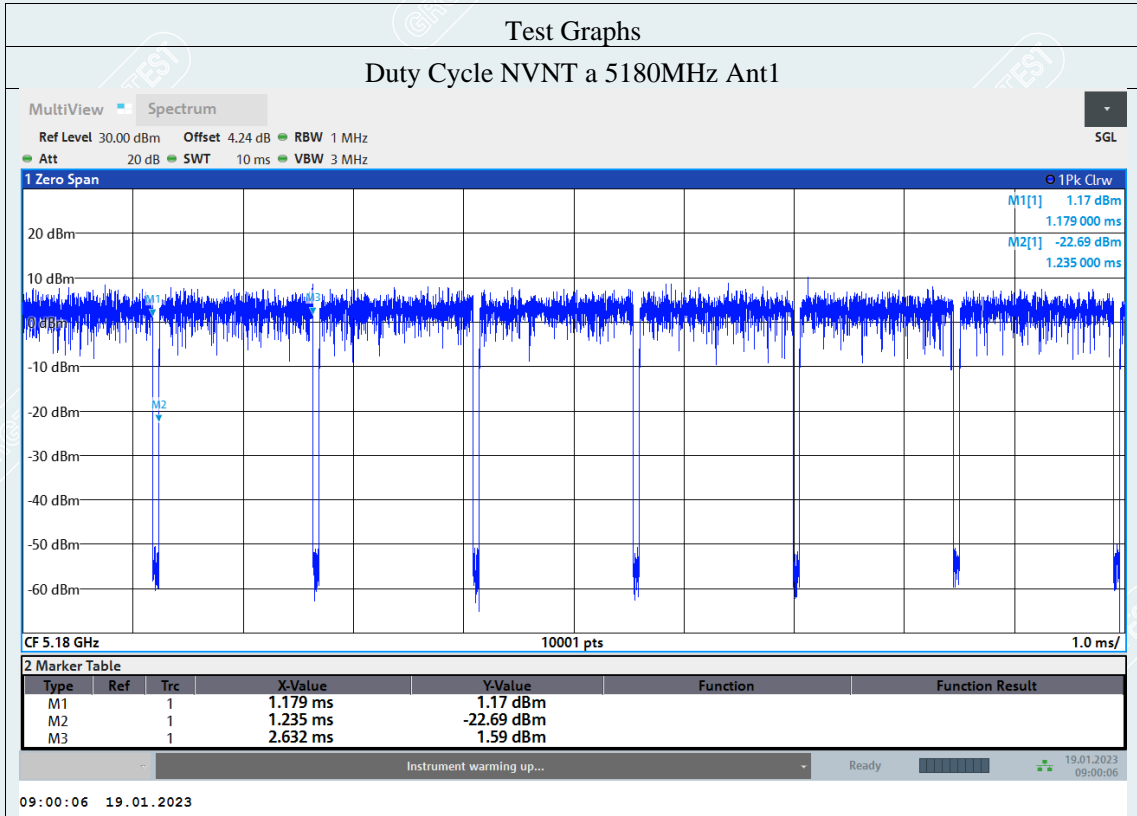 Test Graphs
Duty Cycle NVNT a 5180MHz Ant1
MultiView Spectrum
Ref Level 30.00 dBm Offset 4.24 dB RBW 1 MHz SGL
Att 20 dB SWT 10 ms VBW 3 MHz
1 Zero Span 1Pk Clrw
M1[1] 1.17 dBm
1.179 000 ms
20 dBm
M2[1] -22.69 dBm
1.235 000 ms
10 dBm
M1 M3
0 dBm
-10 dBm
M2
-20 dBm
-30 dBm
-40 dBm
-50 dBm
-60 dBm
CF 5.18 GHz 10001 pts 1.0 ms/
2 Marker Table
Type Ref Trc X-Value Y-Value Function Function Result
M1 1 1.179 ms 1.17 dBm
M2 1 1.235 ms -22.69 dBm
M3 1 2.632 ms 1.59 dBm
Instrument warming up... Ready 19.01.2023
09:00:06
09:00:06 19.01.2023